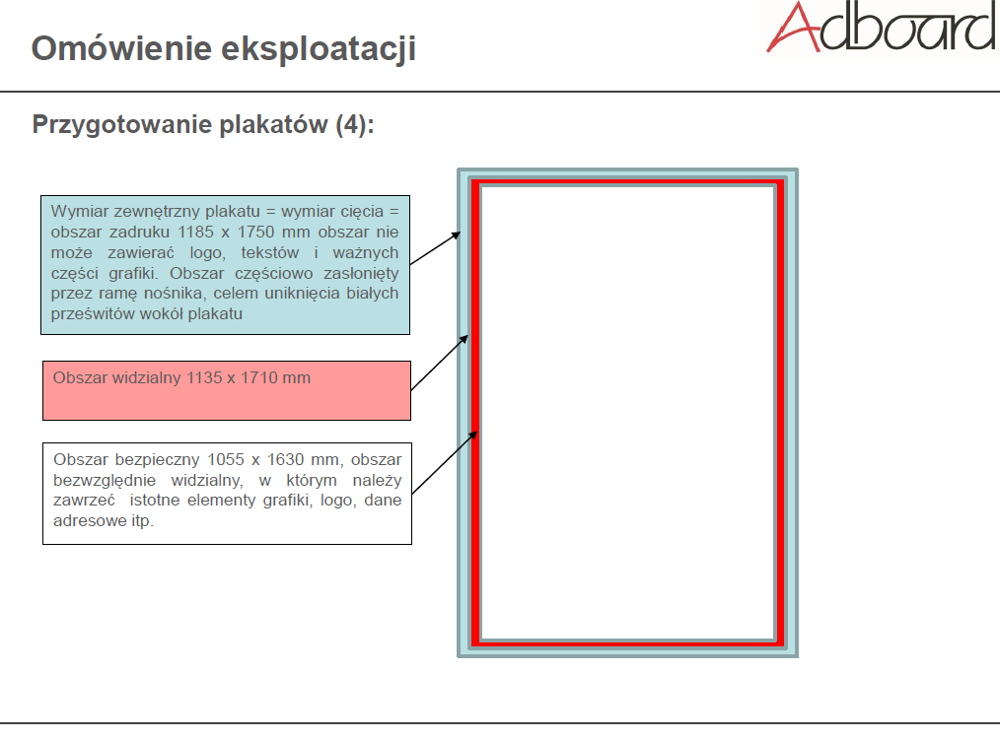 Omówienie eksploatacji
Adboard
Przygotowanie plakatów (4):
Wymiar zewnętrzny plakatu = wymiar cięcia =
obszar zadruku 1185 x 1750 mm obszar nie
może zawierać logo, tekstów i ważnych
części grafiki. Obszar częściowo zasłonięty
przez ramę nośnika, celem uniknięcia białych
prześwitów wokół plakatu
Obszar widzialny 1135 x 1710 mm
Obszar bezpieczny 1055 x 1630 mm, obszar
bezwzględnie widzialny, w którym należy
zawrzeć istotne elementy grafiki, logo, dane
adresowe itp.